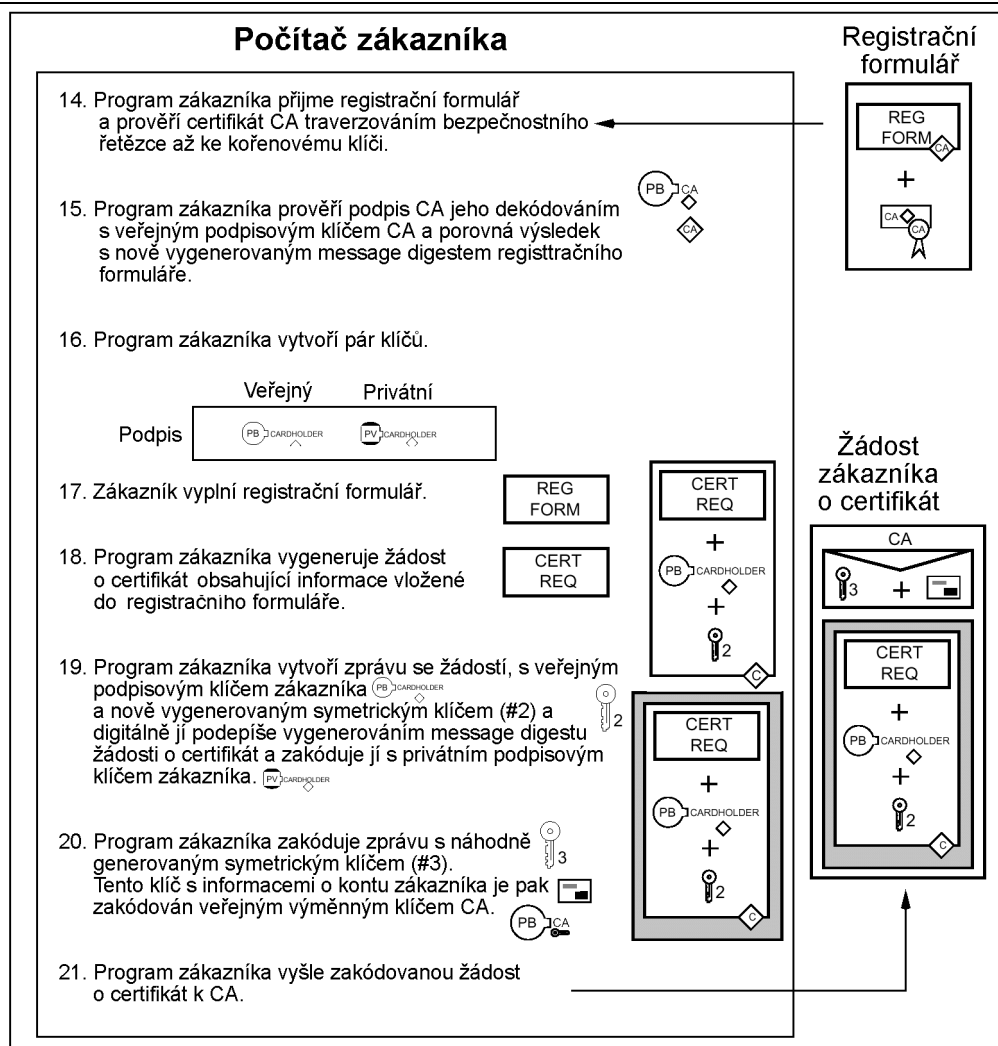 Počítač zákazníka
Registrační
formulář
14. Program zákazníka přijme registrační formulář
a prověří certifikát CA traverzováním bezpečnostního
řetězce až ke kořenovému klíči.
REG
FORM
CA
+
CA
CA
PB CA
CA
15. Program zákazníka prověří podpis CA jeho dekódováním
s veřejným podpisovým klíčem CA a porovná výsledek
s nově vygenerovaným message digestem registtračního
formuláře.
16. Program zákazníka vytvoří pár klíčů.
Veřejný Privátní
Podpis PB CARDHOLDER PV CARDHOLDER
17. Zákazník vyplní registrační formulář.
REG
FORM
18. Program zákazníka vygeneruje žádost
o certifikát obsahující informace vložené
do registračního formuláře.
CERT
REQ
CERT
REQ
+
PB CARDHOLDER
+
2
C
19. Program zákazníka vytvoří zprávu se žádostí, s veřejným
podpisovým klíčem zákazníka PB CARDHOLDER
a nově vygenerovaným symetrickým klíčem (#2) a 2
digitálně jí podepíše vygenerováním message digestu
žádosti o certifikát a zakóduje jí s privátním podpisovým
klíčem zákazníka. PV CARDHOLDER
20. Program zákazníka zakóduje zprávu s náhodně
generovaným symetrickým klíčem (#3). 3
Tento klíč s informacemi o kontu zákazníka je pak
zakódován veřejným výměnným klíčem CA.
PB CA
CERT
REQ
+
PB CARDHOLDER
+
2
C
21. Program zákazníka vyšle zakódovanou žádost
o certifikát k CA.
Žádost
zákazníka
o certifikát
CA
3 +
CERT
REQ
+
PB CARDHOLDER
+
2
C